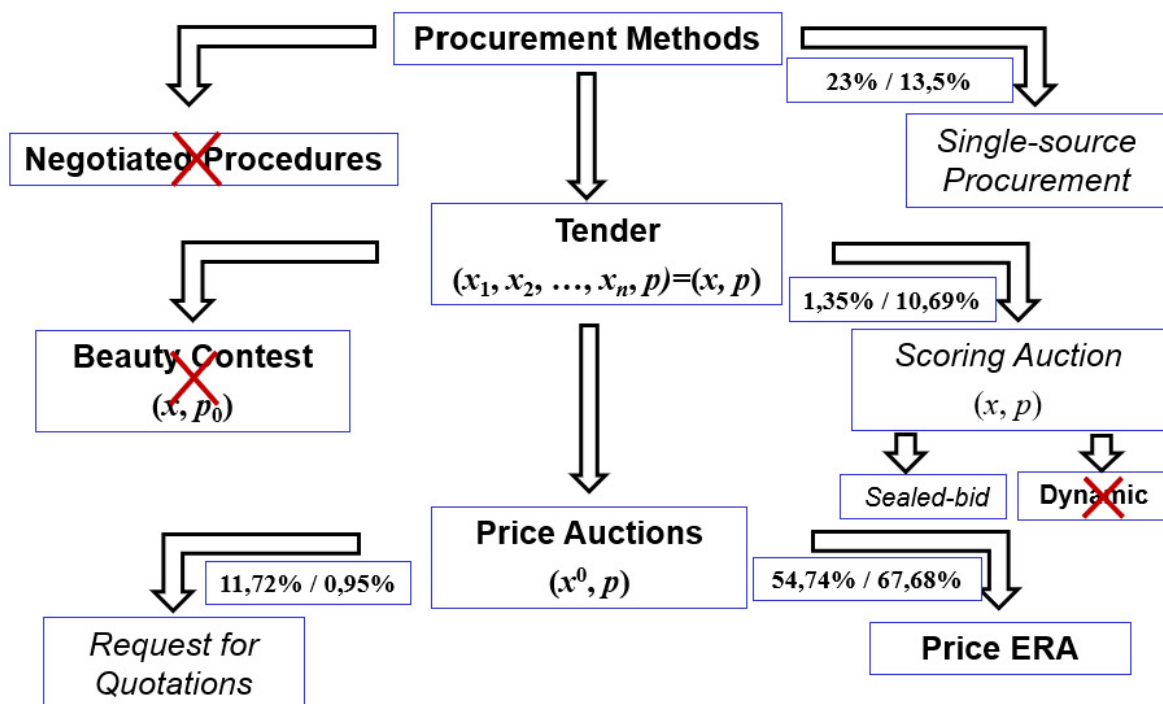 Procurement Methods
23% / 13,5%
Negotiated Procedures
Single-source
Procurement
Tender
(x₁, x₂, …, xₙ, p)=(x, p)
1,35% / 10,69%
Beauty Contest
(x, p₀)
Scoring Auction
(x, p)
Sealed-bid
Dynamic
Price Auctions
(x⁰, p)
11,72% / 0,95%
54,74% / 67,68%
Request for
Quotations
Price ERA